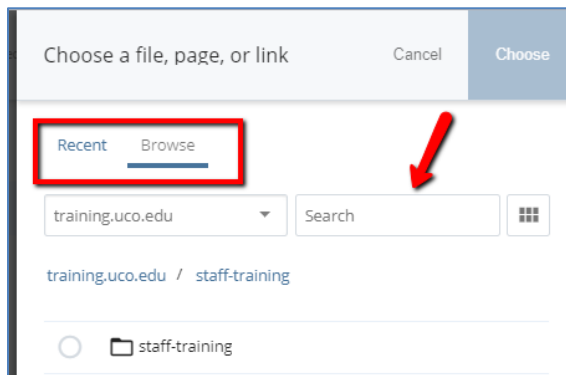 Choose a file, page, or link Cancel Choose
Recent Browse
training.uco.edu Search
training.uco.edu / staff-training
staff-training